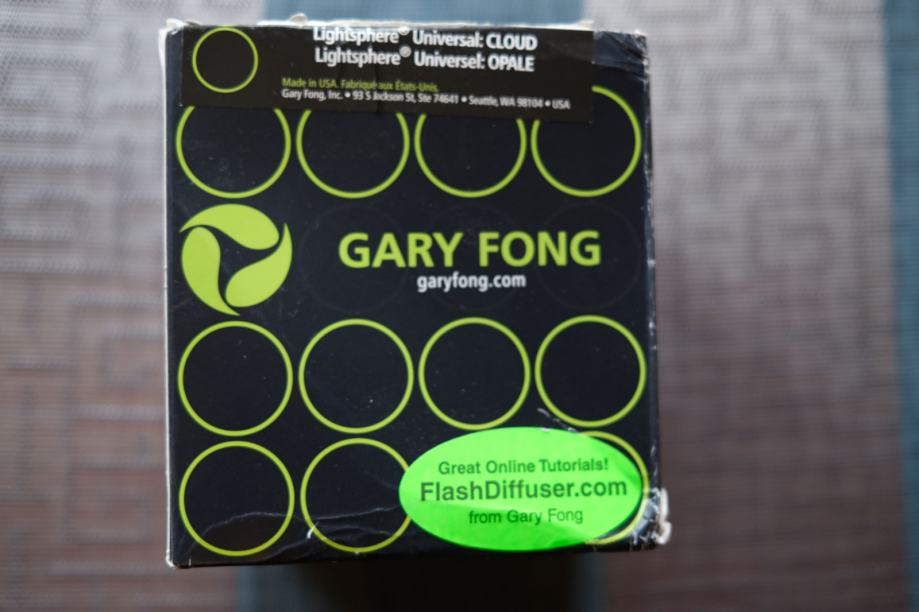 Lightsphere® Universal: CLOUD
Lightsphere® Universel: OPALE
Made in USA. Fabriqué aux États-Unis.
Gary Fong, Inc. • 93 S Jackson St, Ste 74641 • Seattle, WA 98104 • USA
GARY FONG
garyfong.com
Great Online Tutorials!
FlashDiffuser.com
from Gary Fong